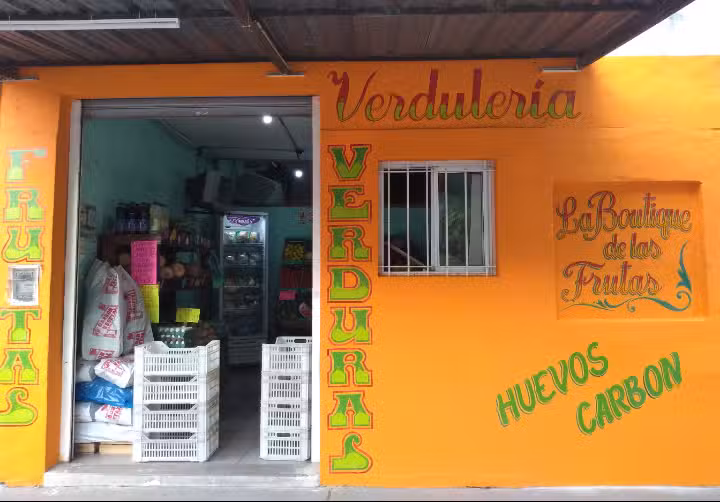 Verdulería
FRUTAS
VERDURAS
La Boutique
de las
Frutas
HUEVOS
CARBON